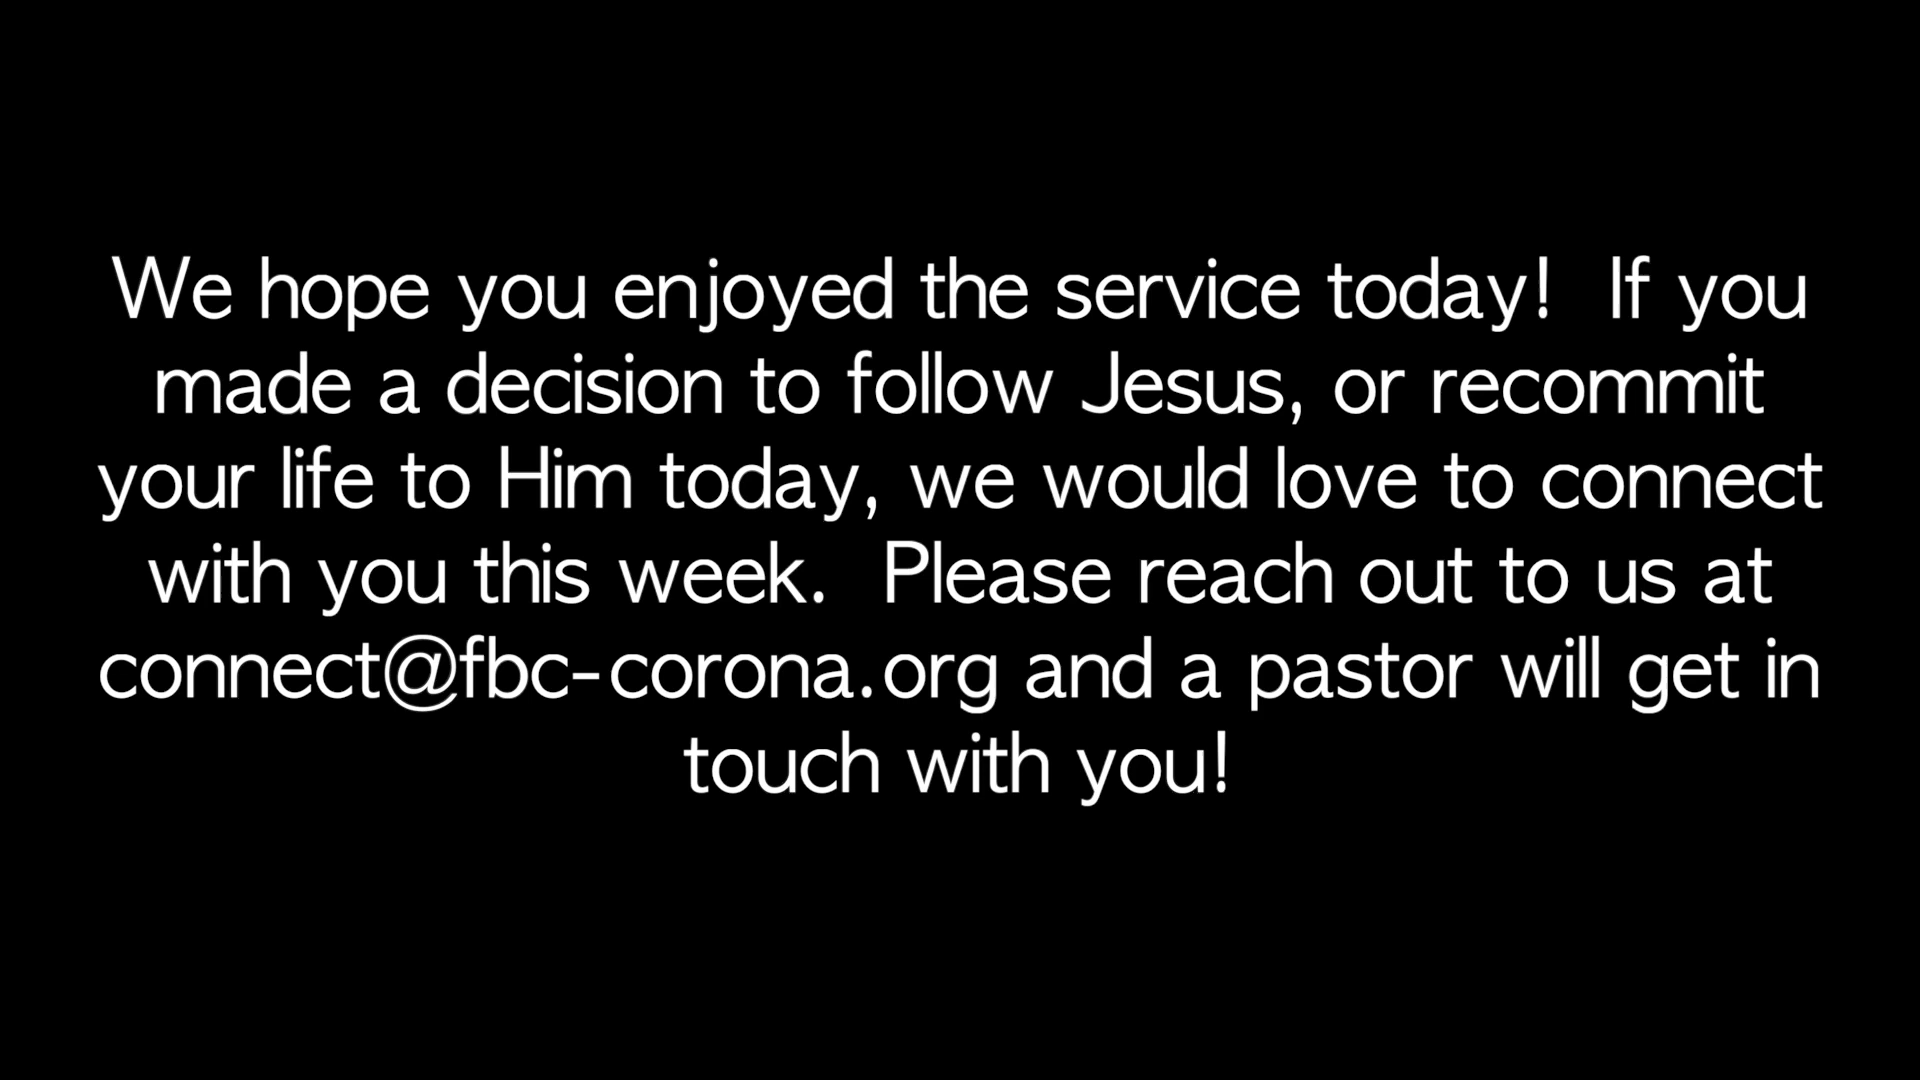 We hope you enjoyed the service today!  If you
made a decision to follow Jesus, or recommit
your life to Him today, we would love to connect
with you this week.  Please reach out to us at
connect@fbc-corona.org and a pastor will get in
touch with you!